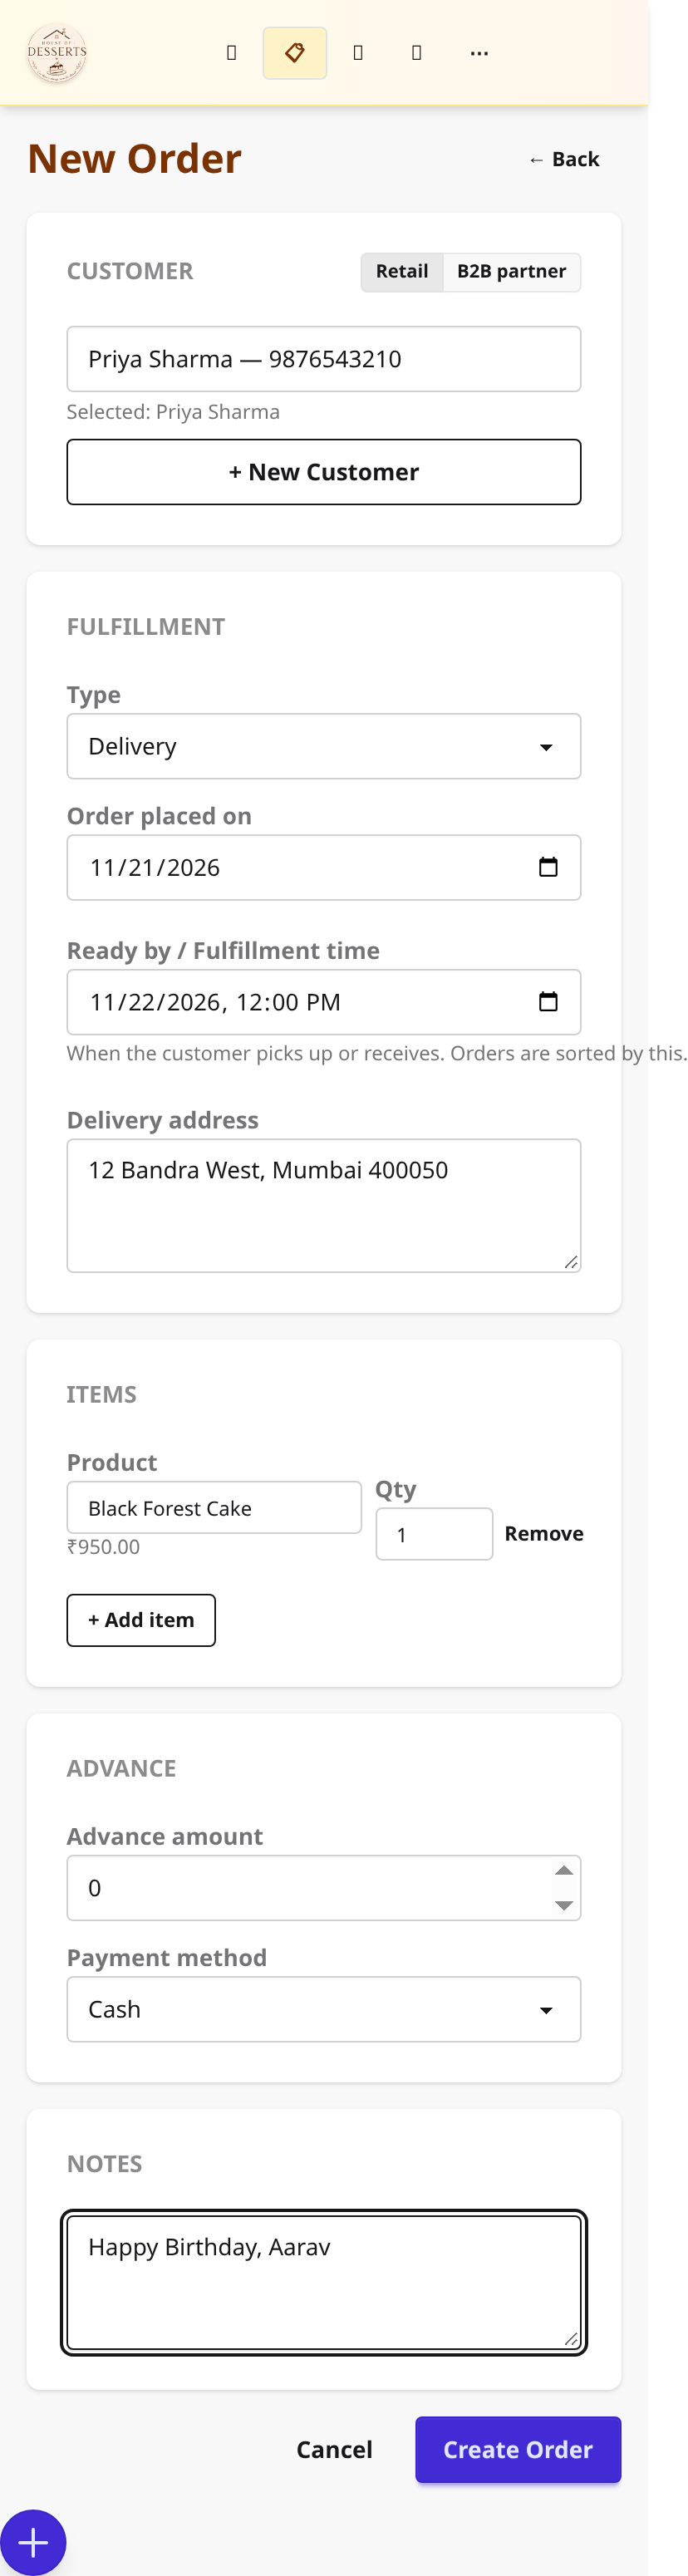 HOUSE OF
DESSERTS
...
New Order
← Back
CUSTOMER
Retail
B2B partner
Priya Sharma — 9876543210
Selected: Priya Sharma
+ New Customer
FULFILLMENT
Type
Delivery
Order placed on
11/21/2026
Ready by / Fulfillment time
11/22/2026, 12:00 PM
When the customer picks up or receives. Orders are sorted by this.
Delivery address
12 Bandra West, Mumbai 400050
ITEMS
Product
Qty
Black Forest Cake
1
Remove
₹950.00
+ Add item
ADVANCE
Advance amount
0
Payment method
Cash
NOTES
Happy Birthday, Aarav
Cancel
Create Order